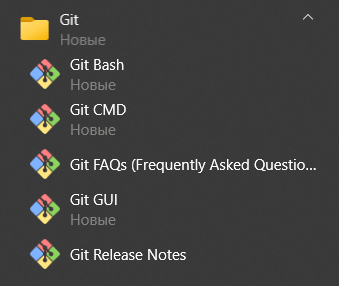 Git
Новые
Git Bash
Новые
Git CMD
Новые
Git FAQs (Frequently Asked Questio...
Git GUI
Новые
Git Release Notes